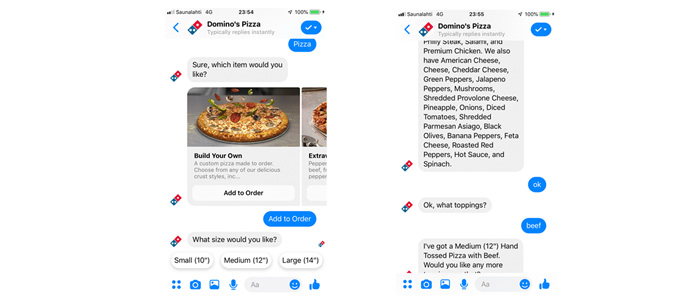 Saunalahti 4G 23:54 100%
Domino's Pizza
Typically replies instantly
Pizza
Sure, which item would you
like?
Build Your Own
A custom pizza made to order.
Choose from any of our delicious
crust styles, inc...
Add to Order
Extrav
Pepper
beef, f
Add to Order
What size would you like?
Small (10")
Medium (12")
Large (14")
Aa
Saunalahti 4G 23:55 100%
Domino's Pizza
Typically replies instantly
Philly Steak, Salami, and
Premium Chicken. We also
have American Cheese,
Cheese, Cheddar Cheese,
Green Peppers, Jalapeno
Peppers, Mushrooms,
Shredded Provolone Cheese,
Pineapple, Onions, Diced
Tomatoes, Shredded
Parmesan Asiago, Black
Olives, Banana Peppers, Feta
Cheese, Roasted Red
Peppers, Hot Sauce, and
Spinach.
ok
Ok, what toppings?
beef
I've got a Medium (12") Hand
Tossed Pizza with Beef.
Would you like any more
Aa